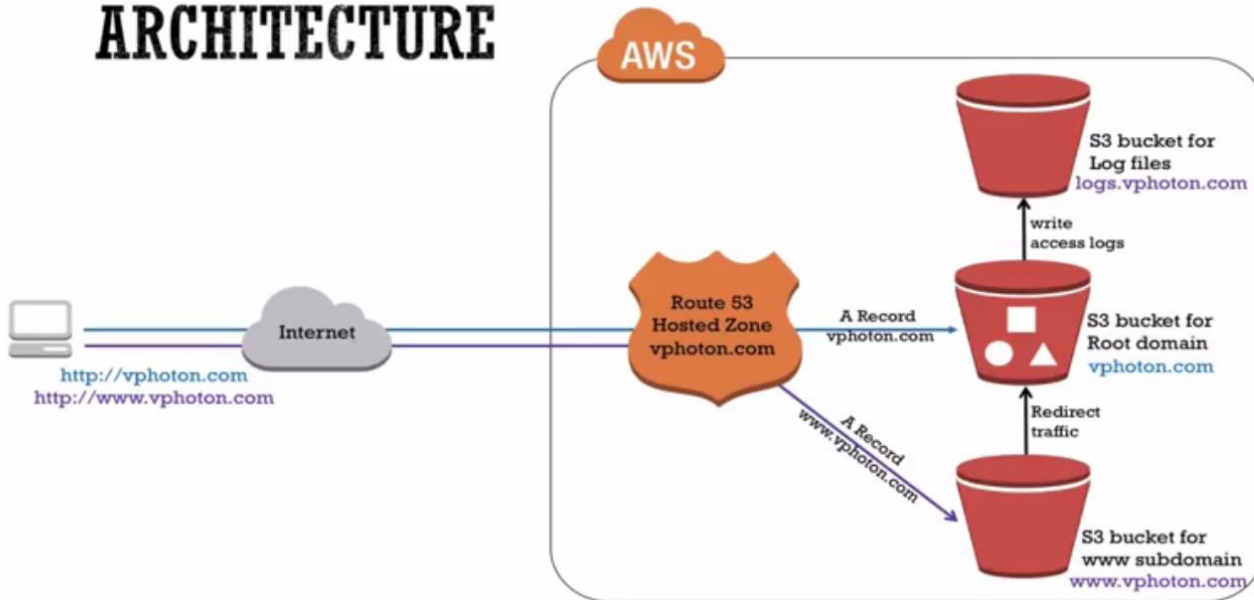 ARCHITECTURE
AWS
S3 bucket for
Log files
logs.vphoton.com
write
access logs
Internet
Route 53
Hosted Zone
vphoton.com
A Record
vphoton.com
S3 bucket for
Root domain
vphoton.com
http://vphoton.com
http://www.vphoton.com
A Record
www.vphoton.com
Redirect
traffic
S3 bucket for
www subdomain
www.vphoton.com